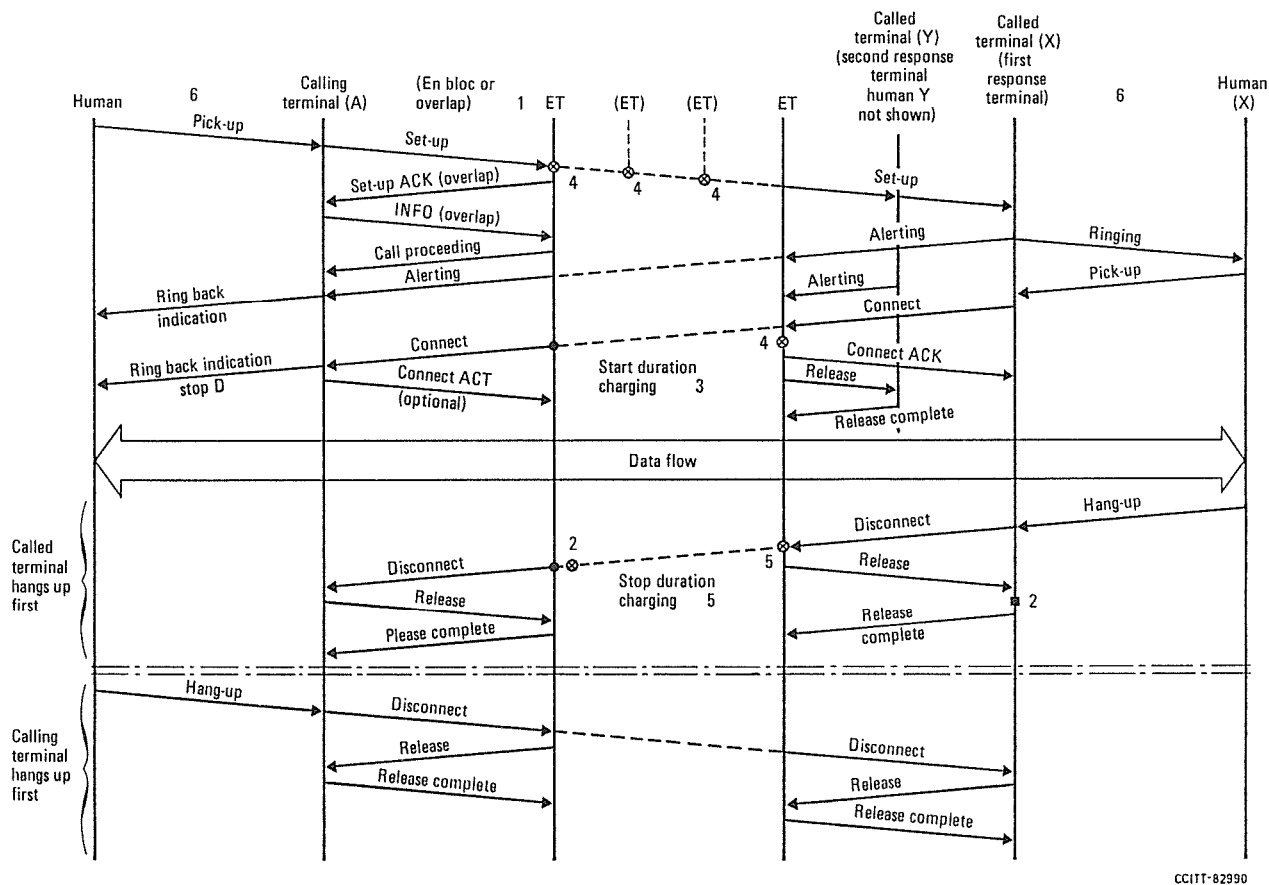 Called
terminal (Y)
(second response
terminal
human Y
not shown)
Called
terminal (X)
(first
response
terminal)
Human
6
Calling
terminal (A)
(En bloc or
overlap)
1
ET
(ET)
(ET)
ET
6
Human
(X)
Pick-up
Set-up
4
4
4
Set-up
Set-up ACK (overlap)
INFO (overlap)
Call proceeding
Alerting
Alerting
Ringing
Alerting
Pick-up
Ring back
indication
Connect
Connect
4
Ring back indication
stop D
Connect ACT
(optional)
Start duration
charging 3
Connect ACK
Release
Release complete
Data flow
Hang-up
Disconnect
Called
terminal
hangs up
first
2
5
Disconnect
Stop duration
charging 5
Release
Release
2
Please complete
Release
complete
Hang-up
Disconnect
Calling
terminal
hangs up
first
Release
Disconnect
Release complete
Release
Release complete
CCITT-82990